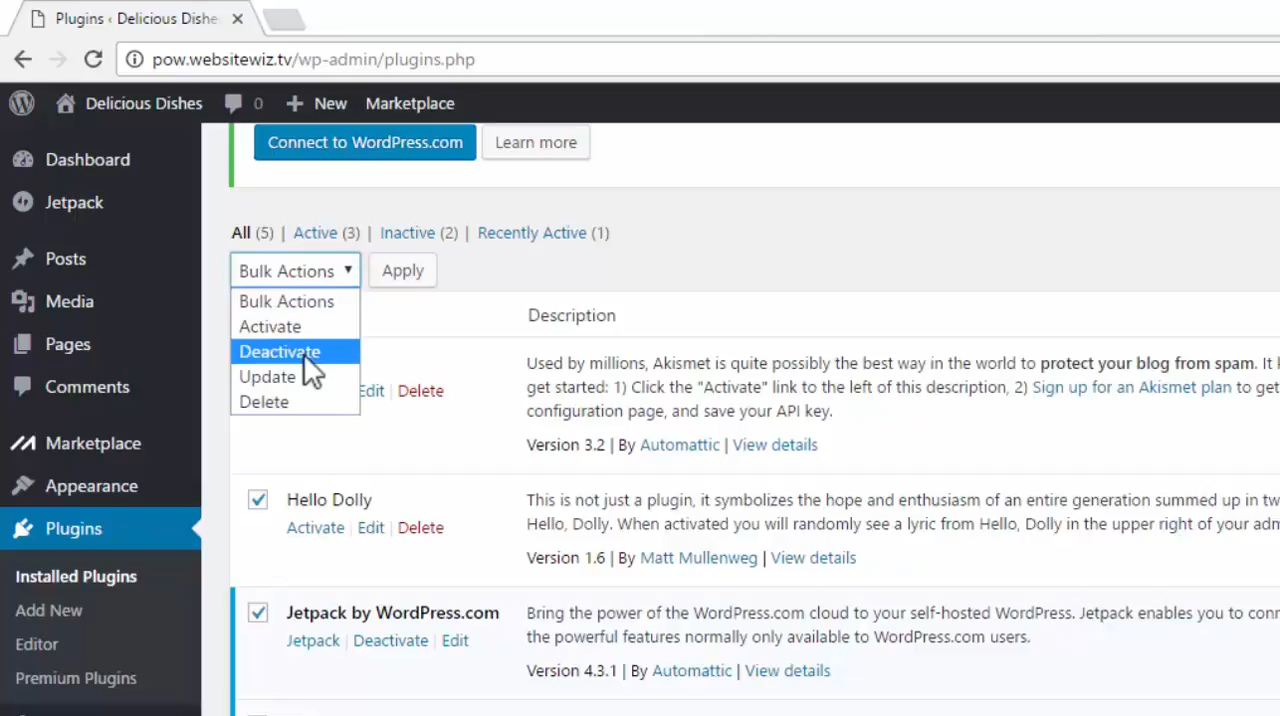 Plugins ‹ Delicious Dishe
pow.websitewiz.tv/wp-admin/plugins.php
Delicious Dishes 0 New Marketplace
Dashboard
Jetpack
Posts
Media
Pages
Comments
Marketplace
Appearance
Plugins
Installed Plugins
Add New
Editor
Premium Plugins
Connect to WordPress.com Learn more
All (5) | Active (3) | Inactive (2) | Recently Active (1)
Bulk Actions Apply
Bulk Actions
Activate
Deactivate
Update
Delete
Description
Edit | Delete
Used by millions, Akismet is quite possibly the best way in the world to protect your blog from spam. It
get started: 1) Click the "Activate" link to the left of this description, 2) Sign up for an Akismet plan to get
configuration page, and save your API key.
Version 3.2 | By Automattic | View details
Hello Dolly
Activate | Edit | Delete
This is not just a plugin, it symbolizes the hope and enthusiasm of an entire generation summed up in tw
Hello, Dolly. When activated you will randomly see a lyric from Hello, Dolly in the upper right of your adm
Version 1.6 | By Matt Mullenweg | View details
Jetpack by WordPress.com
Jetpack | Deactivate | Edit
Bring the power of the WordPress.com cloud to your self-hosted WordPress. Jetpack enables you to conn
the powerful features normally only available to WordPress.com users.
Version 4.3.1 | By Automattic | View details